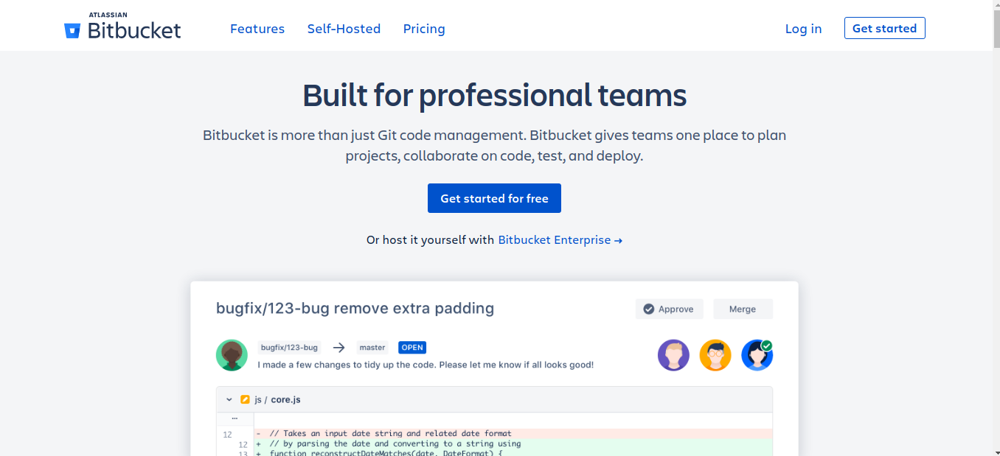 ATLASSIAN
Bitbucket
Features Self-Hosted Pricing Log in Get started
Built for professional teams
Bitbucket is more than just Git code management. Bitbucket gives teams one place to plan
projects, collaborate on code, test, and deploy.
Get started for free
Or host it yourself with Bitbucket Enterprise →
bugfix/123-bug remove extra padding Approve Merge
bugfix/123-bug → master OPEN
I made a few changes to tidy up the code. Please let me know if all looks good!
js / core.js
...
12 - // Takes an input date string and related date format
12 + // by parsing the date and converting to a string using
13 + function reconstructDateMatches(date, DateFormat) {